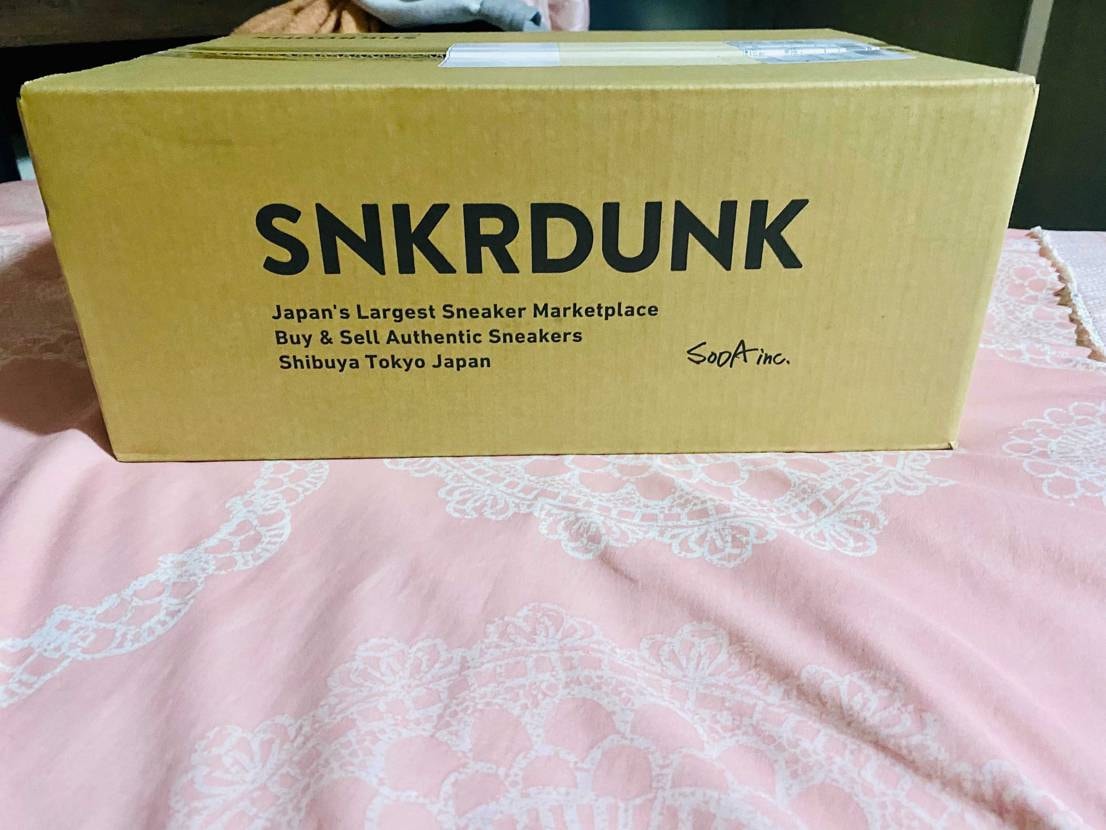 SNKRDUNK
Japan's Largest Sneaker Marketplace
Buy & Sell Authentic Sneakers
Shibuya Tokyo Japan
SODA inc.